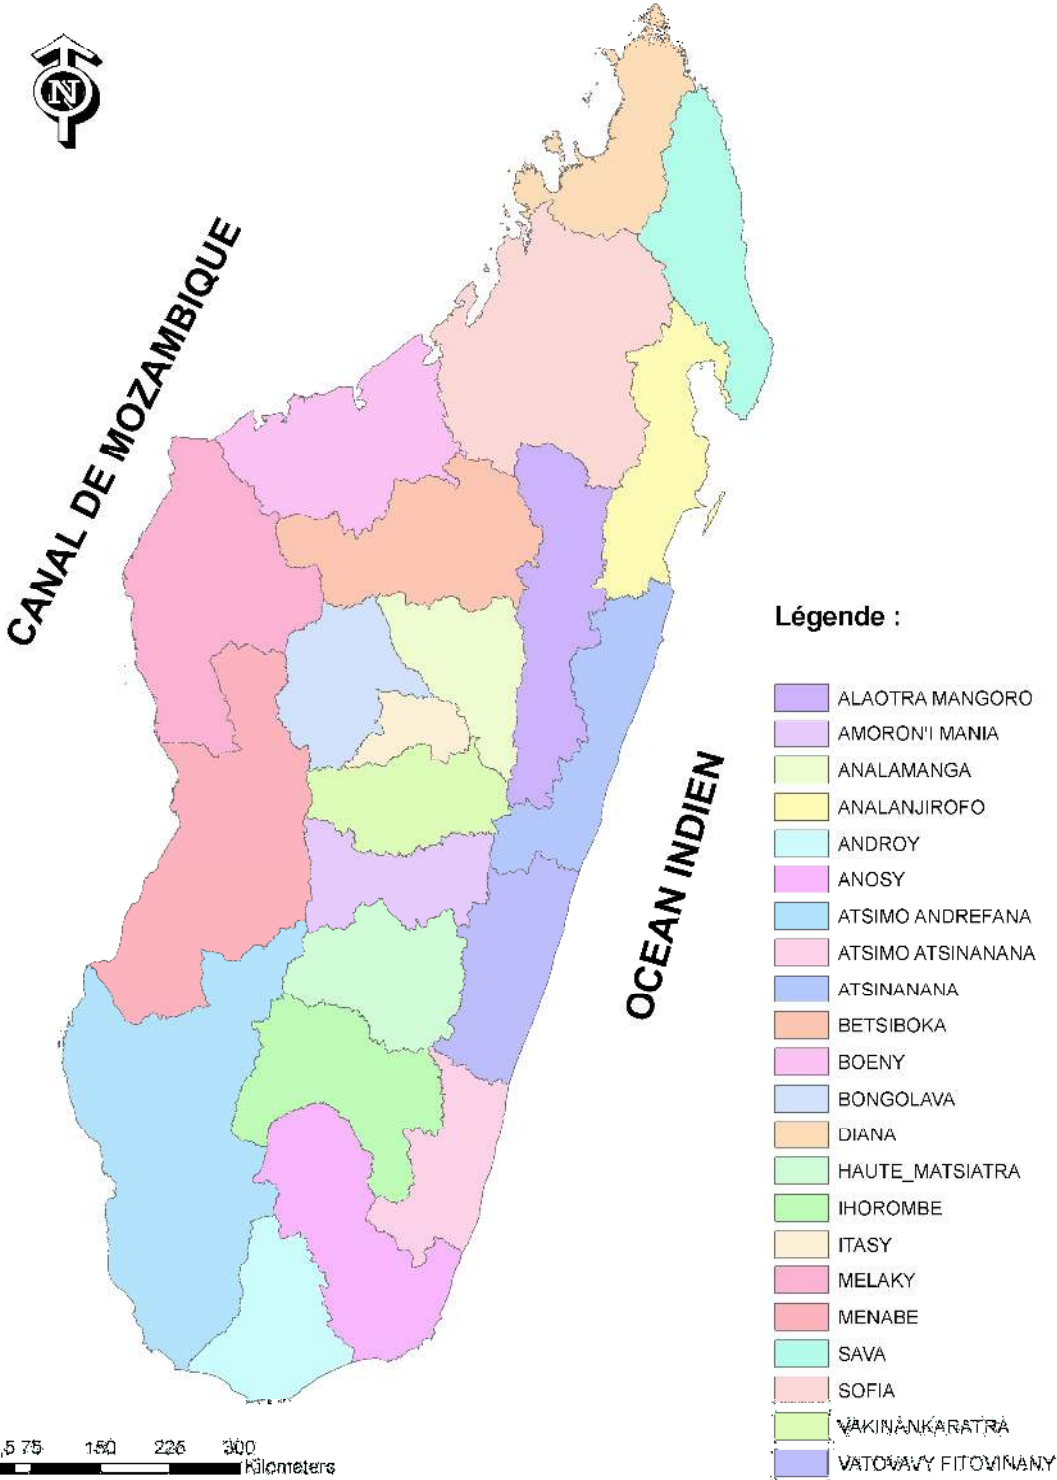 N
CANAL DE MOZAMBIQUE
OCEAN INDIEN
Légende :
ALAOTRA MANGORO
AMORON'I MANIA
ANALAMANGA
ANALANJIROFO
ANDROY
ANOSY
ATSIMO ANDREFANA
ATSIMO ATSINANANA
ATSINANANA
BETSIBOKA
BOENY
BONGOLAVA
DIANA
HAUTE_MATSIATRA
IHOROMBE
ITASY
MELAKY
MENABE
SAVA
SOFIA
VAKINANKARATRA
VATOVAVY FITOVINANY
,5 75 150 225 300
Kilometers